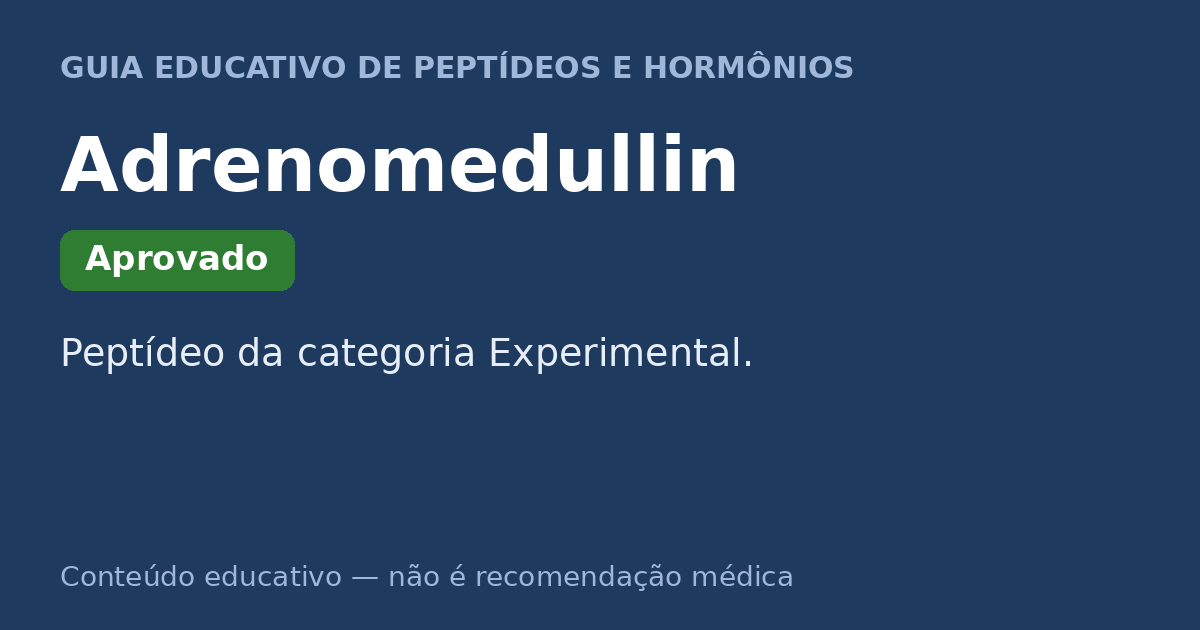 GUIA EDUCATIVO DE PEPTÍDEOS E HORMÔNIOS
Adrenomedullin
Aprovado
Peptídeo da categoria Experimental.
Conteúdo educativo — não é recomendação médica